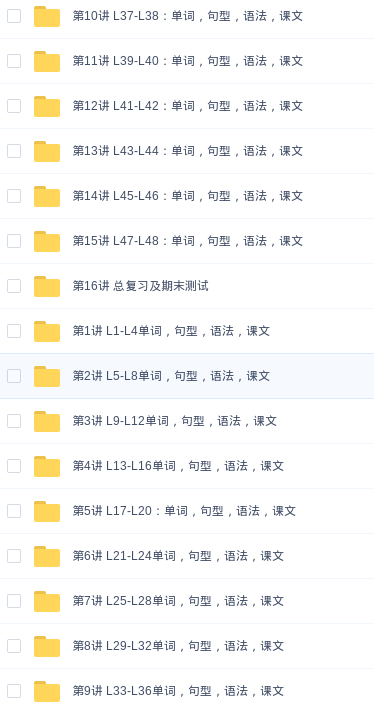 第10讲 L37-L38：单词，句型，语法，课文
第11讲 L39-L40：单词，句型，语法，课文
第12讲 L41-L42：单词，句型，语法，课文
第13讲 L43-L44：单词，句型，语法，课文
第14讲 L45-L46：单词，句型，语法，课文
第15讲 L47-L48：单词，句型，语法，课文
第16讲 总复习及期末测试
第1讲 L1-L4单词，句型，语法，课文
第2讲 L5-L8单词，句型，语法，课文
第3讲 L9-L12单词，句型，语法，课文
第4讲 L13-L16单词，句型，语法，课文
第5讲 L17-L20：单词，句型，语法，课文
第6讲 L21-L24单词，句型，语法，课文
第7讲 L25-L28单词，句型，语法，课文
第8讲 L29-L32单词，句型，语法，课文
第9讲 L33-L36单词，句型，语法，课文